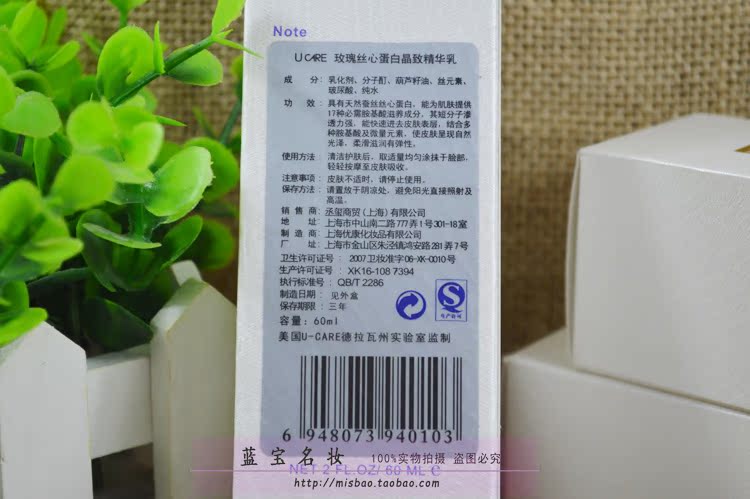 Note
U CARE 玫瑰丝心蛋白晶致精华乳
成 分: 乳化剂、分子酊、葫芦籽油、丝元素、
玻尿酸、纯水
功 效: 具有天然蚕丝丝心蛋白，能为肌肤提供
17种必需胺基酸滋养成分，其短分子渗
透力强，能快速进去皮肤表层，结合多
种胺基酸及微量元素，使皮肤呈现自然
光泽，柔滑滋润有弹性。
使用方法: 清洁护肤后，取适量均匀涂抹于脸部，
轻轻按摩至皮肤吸收。
注意事项: 皮肤不适时，请停止使用。
保存方法: 请置放于阴凉处，避免阳光直接照射及
高温。
销 售 商: 丞玺商贸（上海）有限公司
地 址: 上海市中山南二路777弄1号301-18室
制 造 商: 上海优康化妆品有限公司
厂 址: 上海市金山区朱泾镇鸿安路281弄7号
卫生许可证号: 2007卫妆准字06-XK-0010号
生产许可证号: XK16-108 7394
执行标准号: QB/T 2286
制造日期: 见外盒
保存期限: 三年
容量: 60ml
QS
生产许可
美国U-CARE德拉瓦州实验室监制
6 948073 940103
NET 2 FL.OZ/ 60 ML e
蓝宝名妆 100%实物拍摄 盗图必究
http://misbao.taobao.com